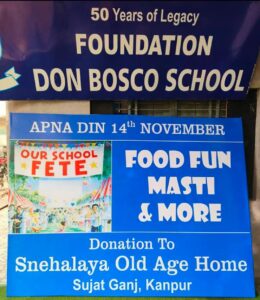 50 Years of Legacy
FOUNDATION
DON BOSCO SCHOOL
APNA DIN 14th NOVEMBER
OUR SCHOOL
FETE
FOOD FUN
MASTI
& MORE
Donation To
Snehalaya Old Age Home
Sujat Ganj, Kanpur